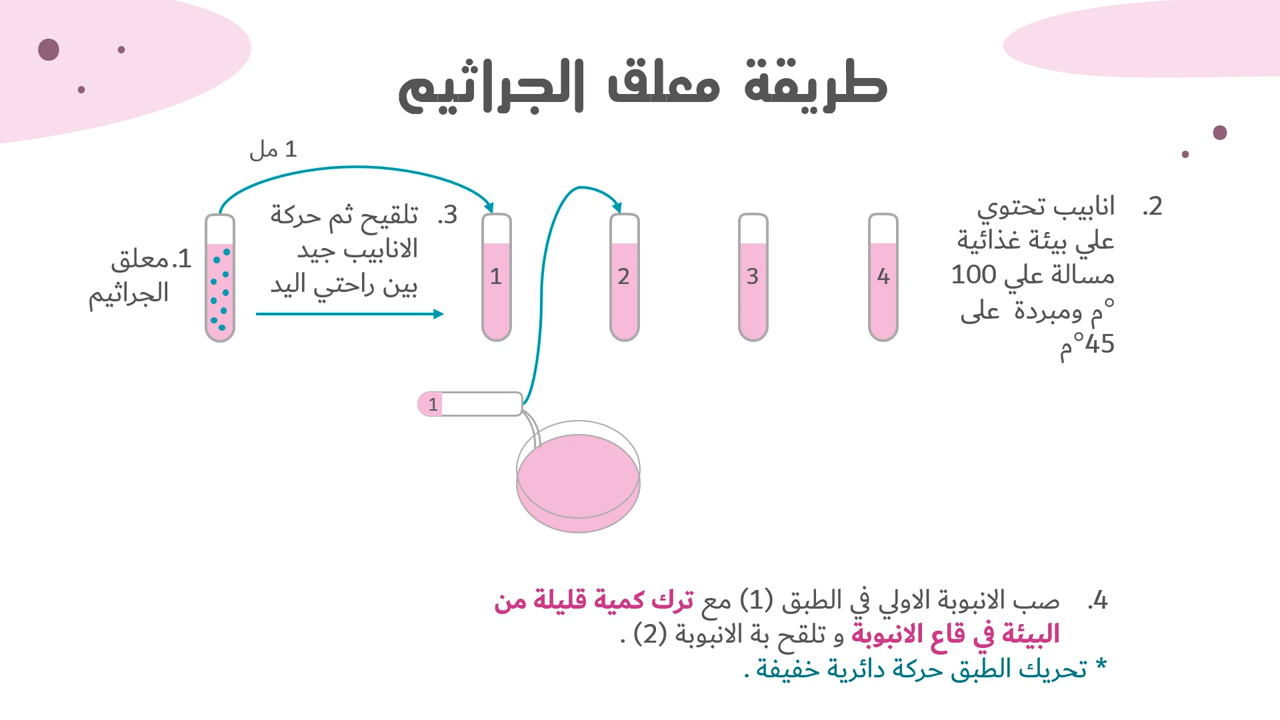 طريقة معلق الجراثيم
1 مل
1. معلق
الجراثيم
3. تلقيح ثم حركة
الانابيب جيد
بين راحتي اليد
1
2
3
4
2. انابيب تحتوي
علي بيئة غذائية
مسالة علي 100
°م ومبردة على
45°م
1
4. صب الانبوبة الاولي في الطبق (1) مع ترك كمية قليلة من
البيئة في قاع الانبوبة و تلقح بة الانبوبة (2) .
* تحريك الطبق حركة دائرية خفيفة .